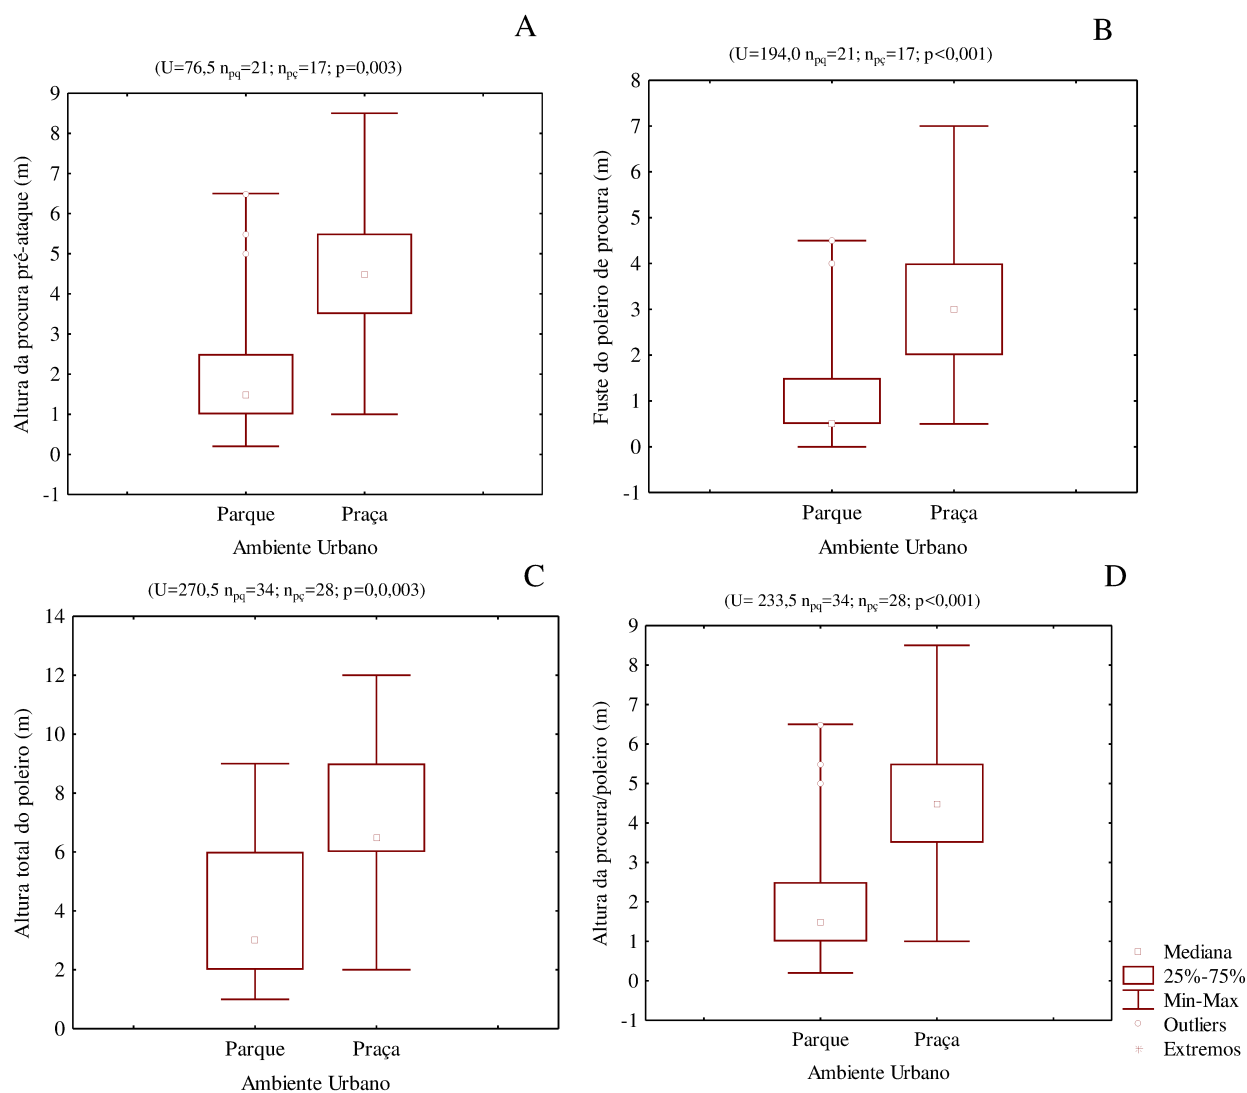 A
(U=76,5 npq=21; npç=17; p=0,003)
9
8
7
6
5
4
3
2
1
0
-1
Altura da procura pré-ataque (m)
Parque Praça
Ambiente Urbano
B
(U=194,0 npq=21; npç=17; p<0,001)
8
7
6
5
4
3
2
1
0
-1
Fuste do poleiro de procura (m)
Parque Praça
Ambiente Urbano
C
(U=270,5 npq=34; npç=28; p=0,0,003)
14
12
10
8
6
4
2
0
Altura total do poleiro (m)
Parque Praça
Ambiente Urbano
D
(U= 233,5 npq=34; npç=28; p<0,001)
9
8
7
6
5
4
3
2
1
0
-1
Altura da procura/poleiro (m)
Parque Praça
Ambiente Urbano
Mediana
25%-75%
Min-Max
Outliers
Extremos